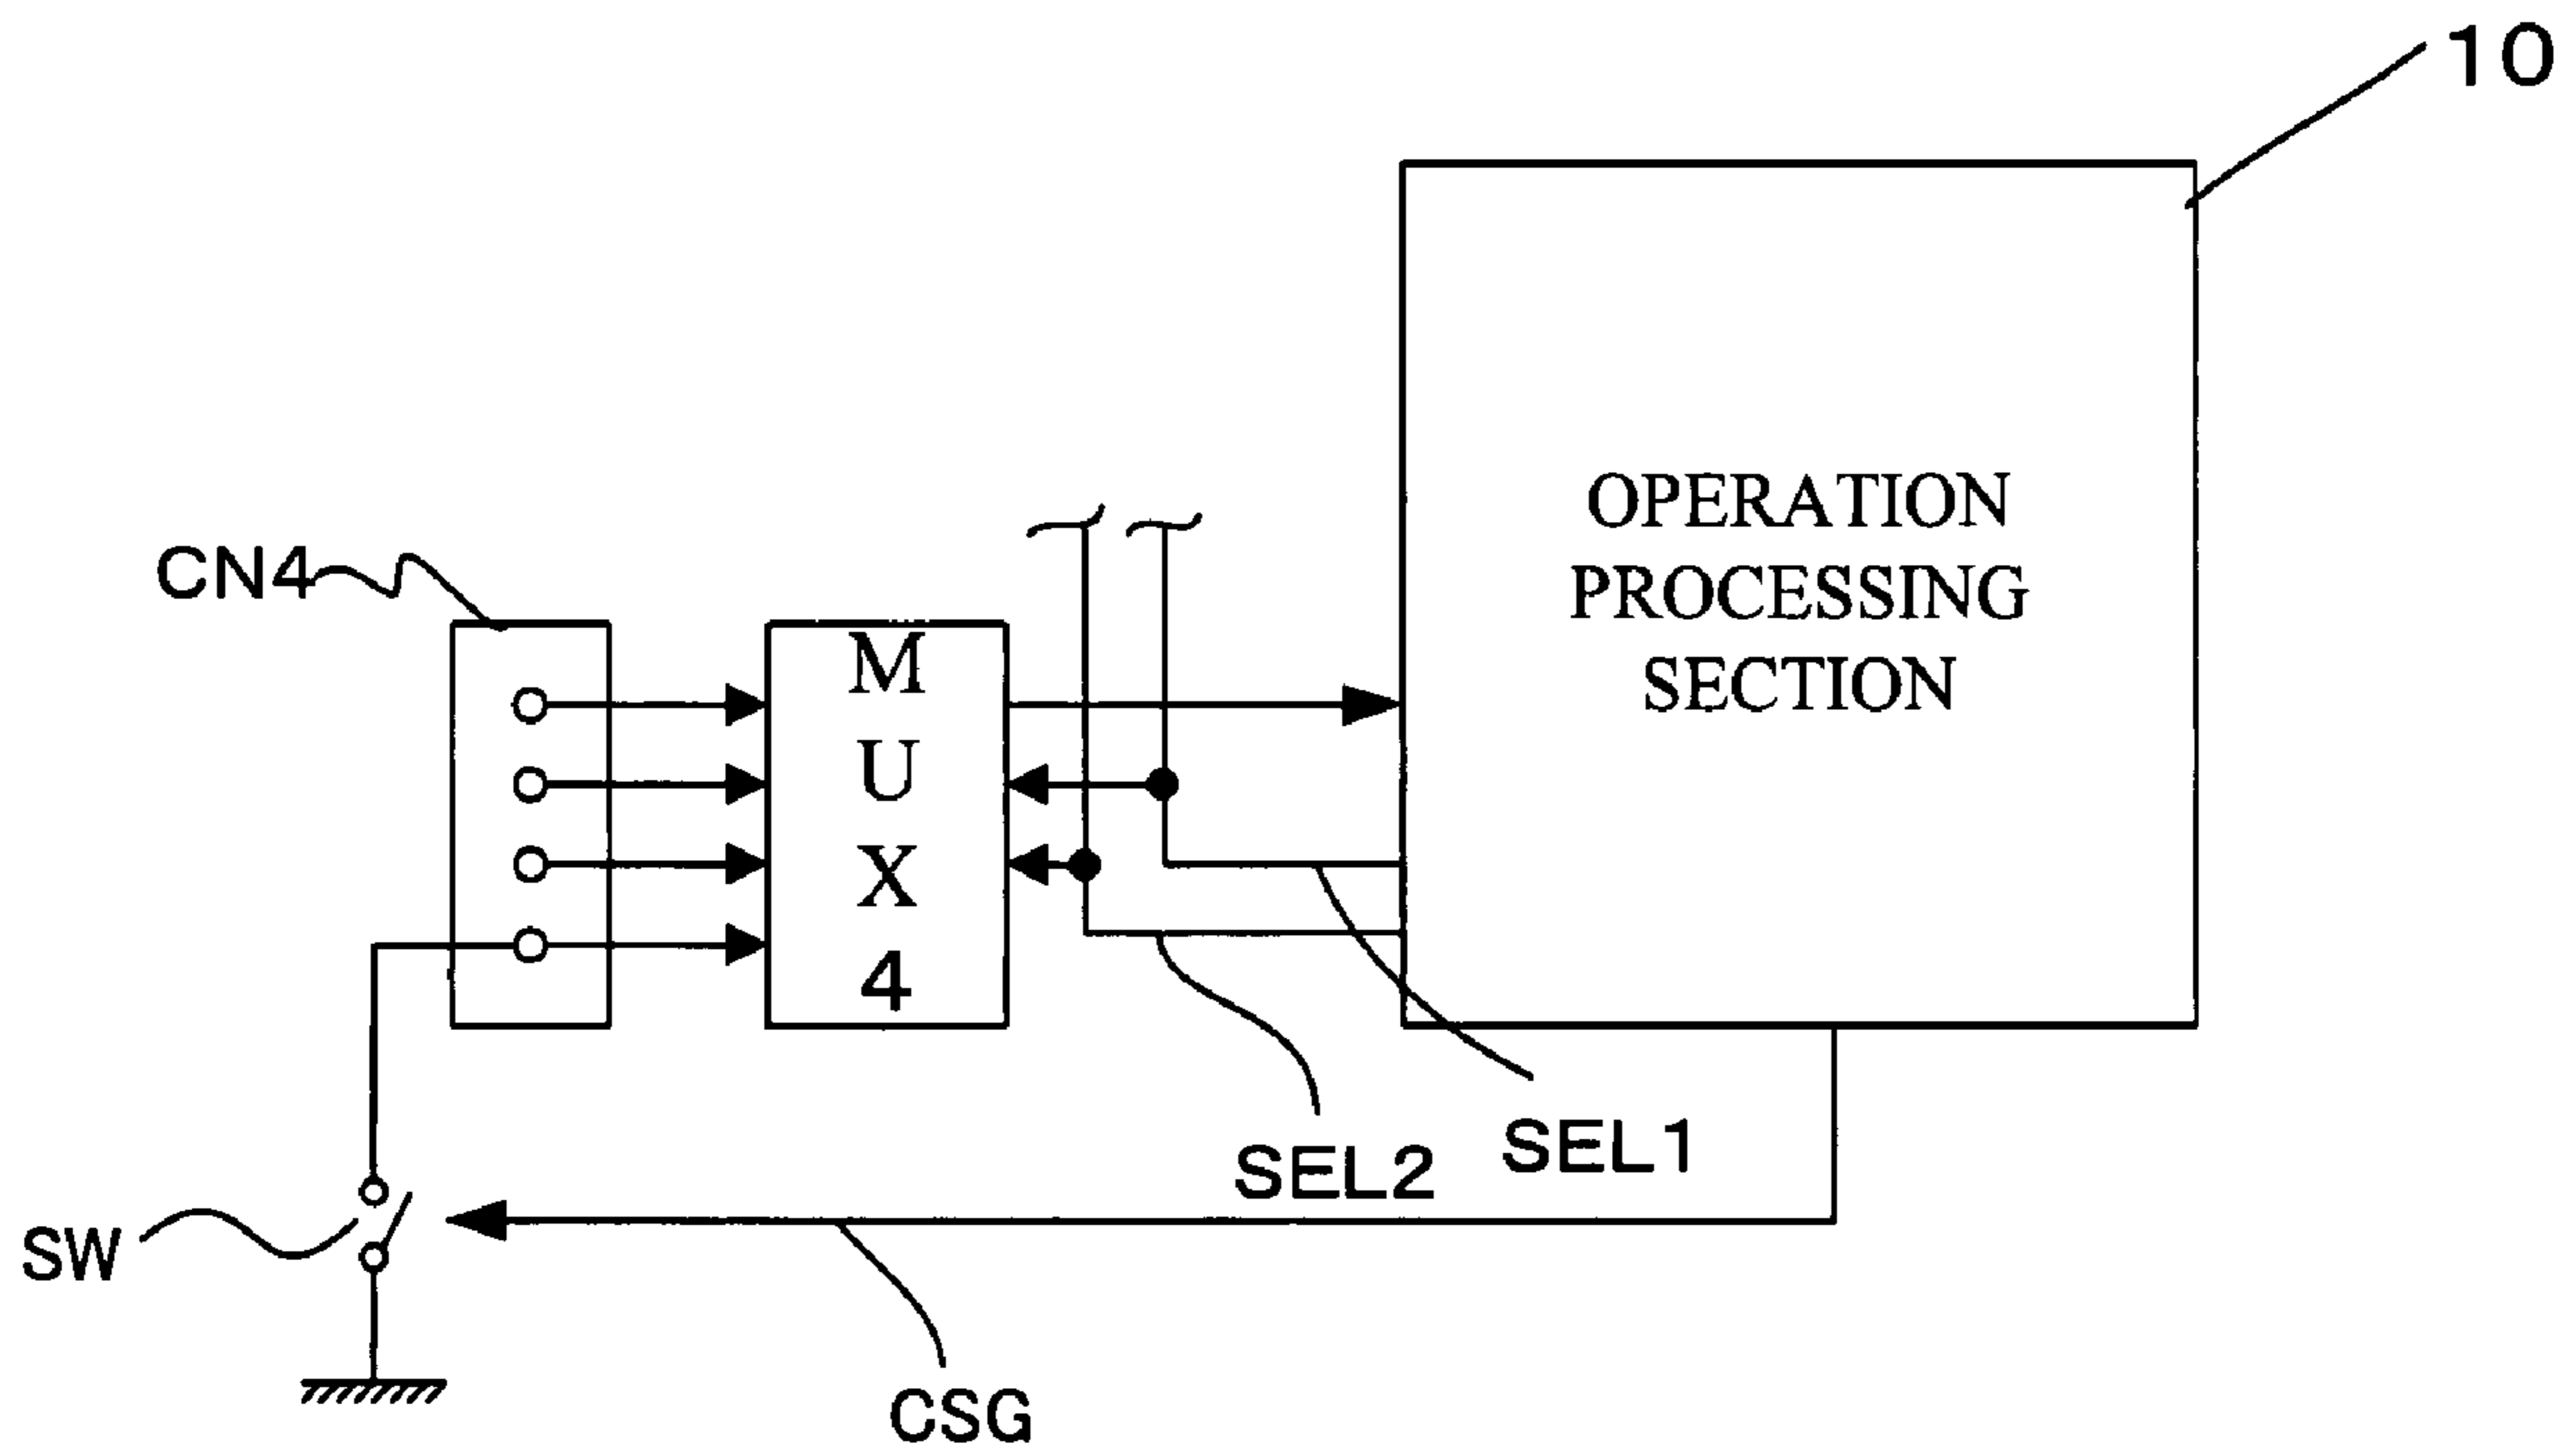 10
OPERATION
PROCESSING
SECTION
CN4
M
U
X
4
SEL1
SEL2
SW
CSG